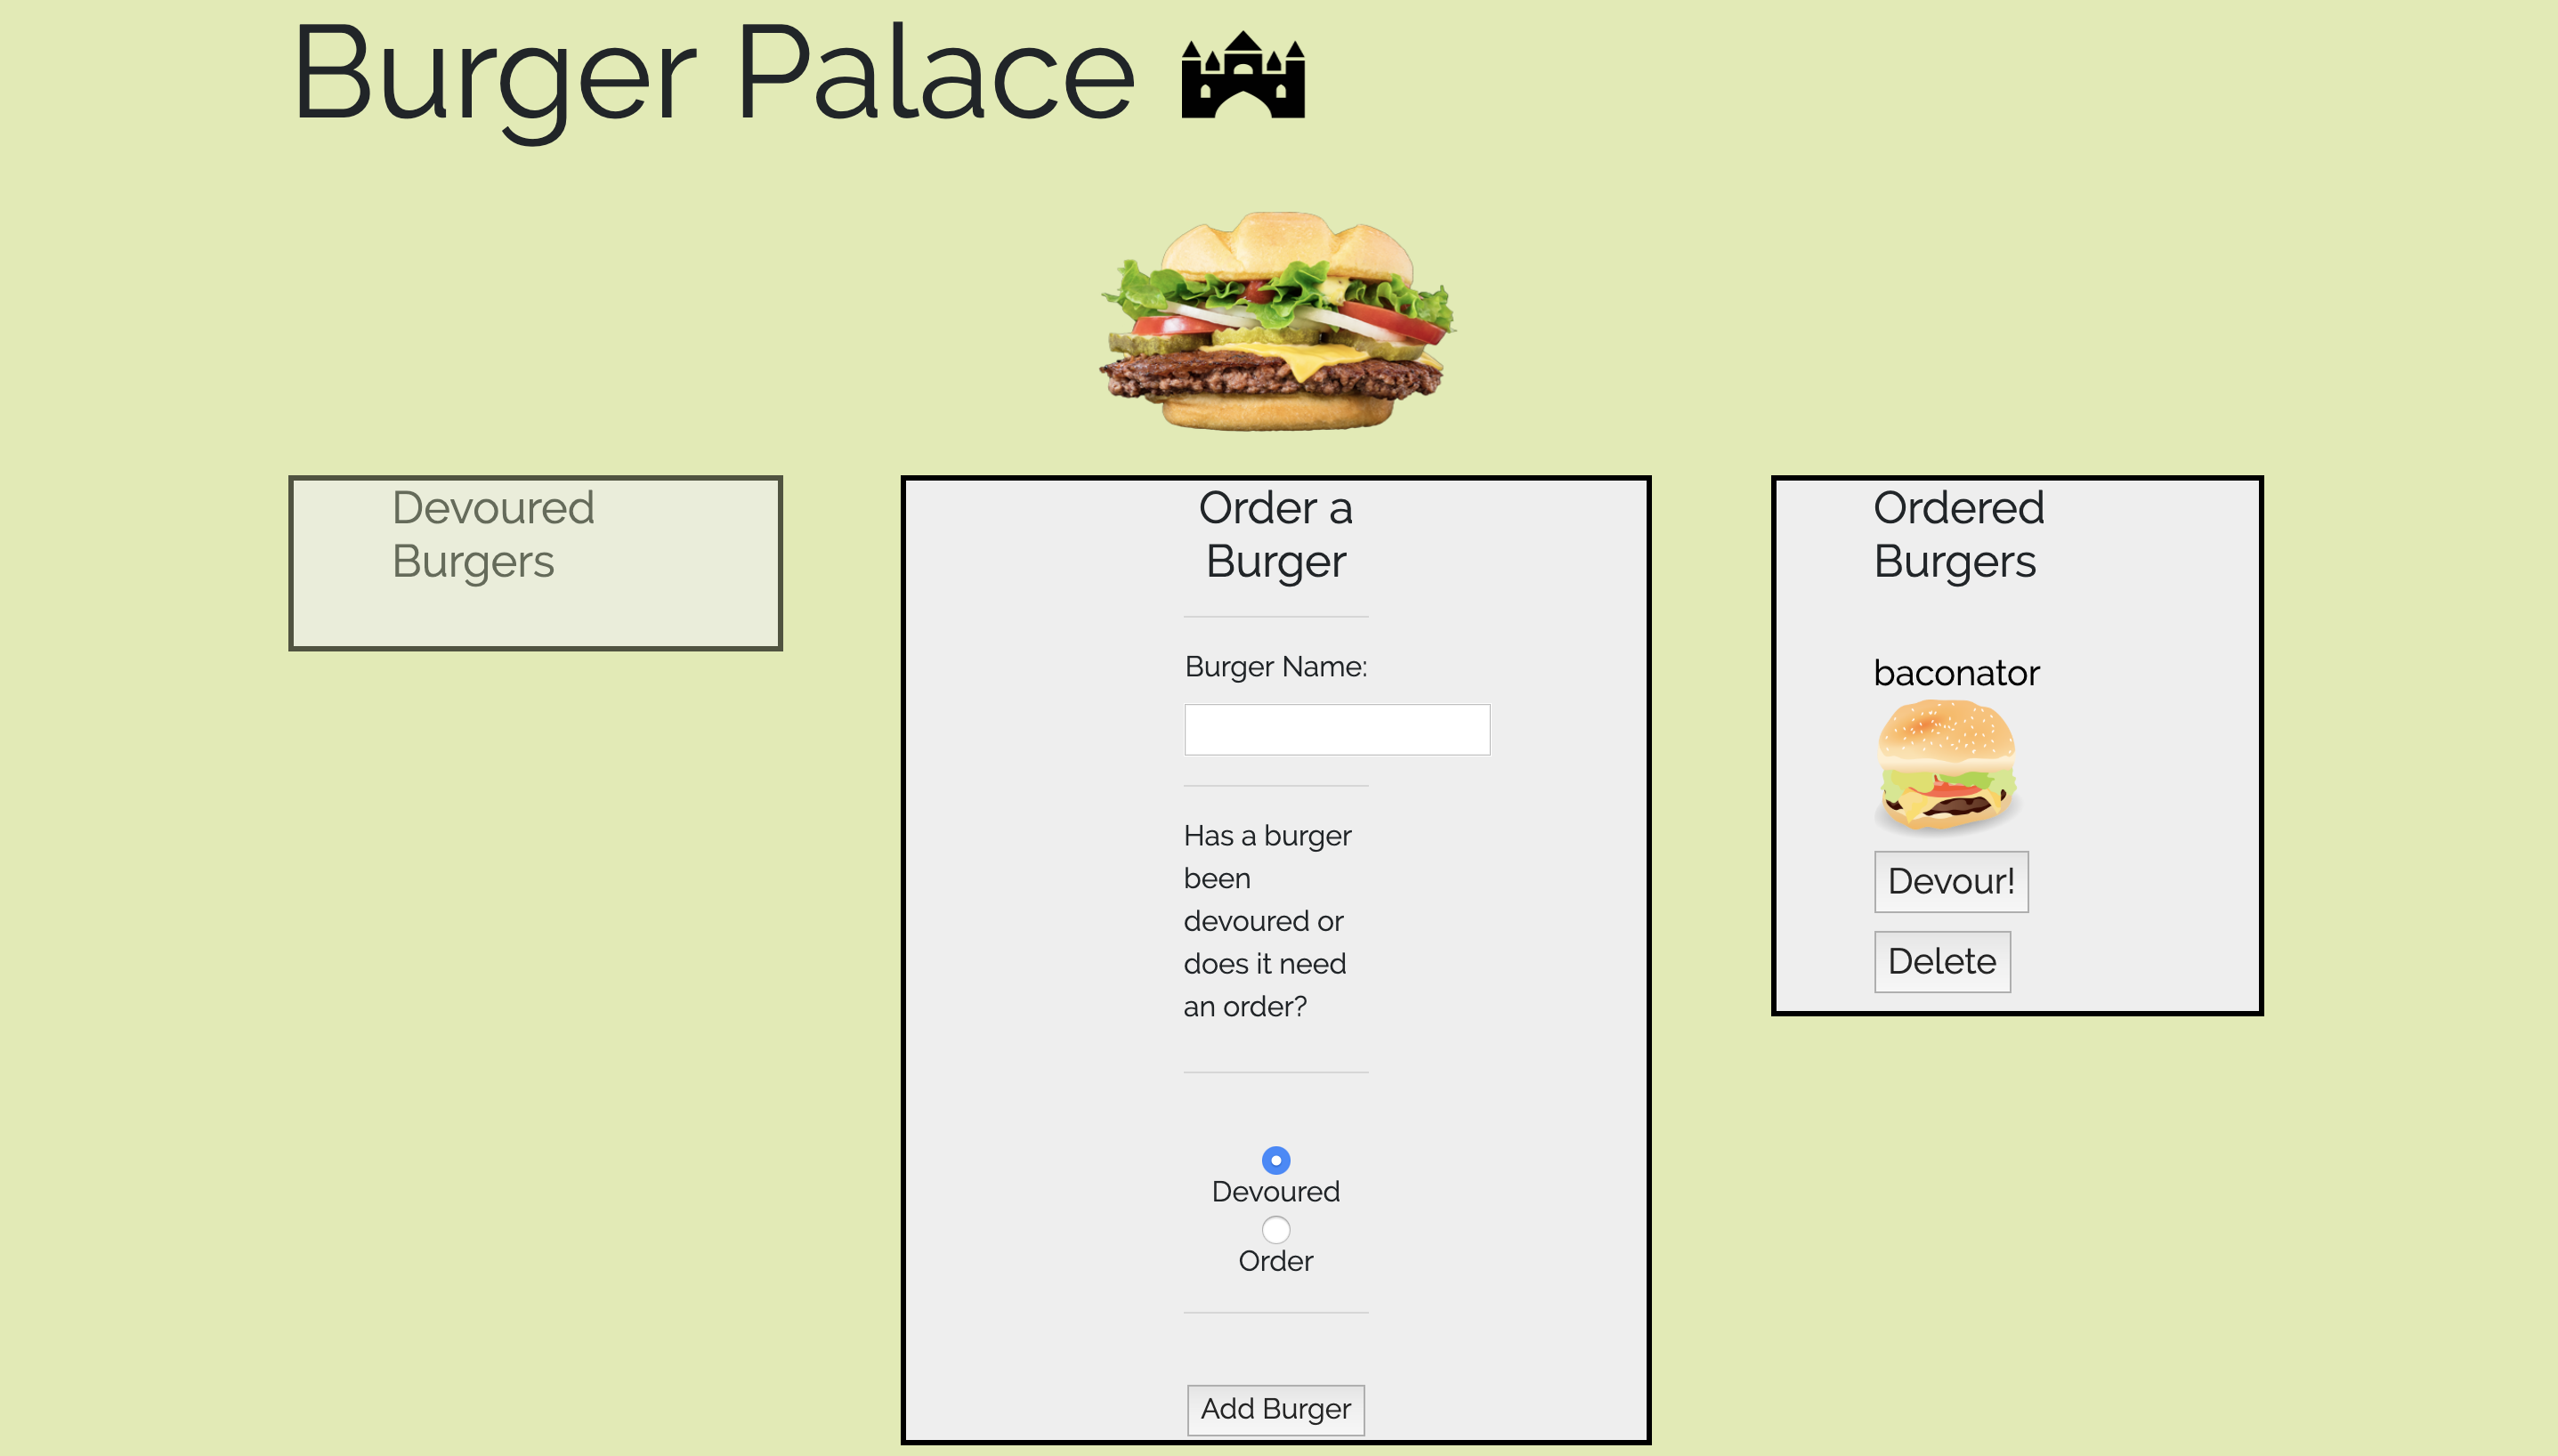 Burger Palace
Devoured
Burgers
Order a
Burger
Burger Name:
Has a burger
been
devoured or
does it need
an order?
Devoured
Order
Add Burger
Ordered
Burgers
baconator
Devour!
Delete